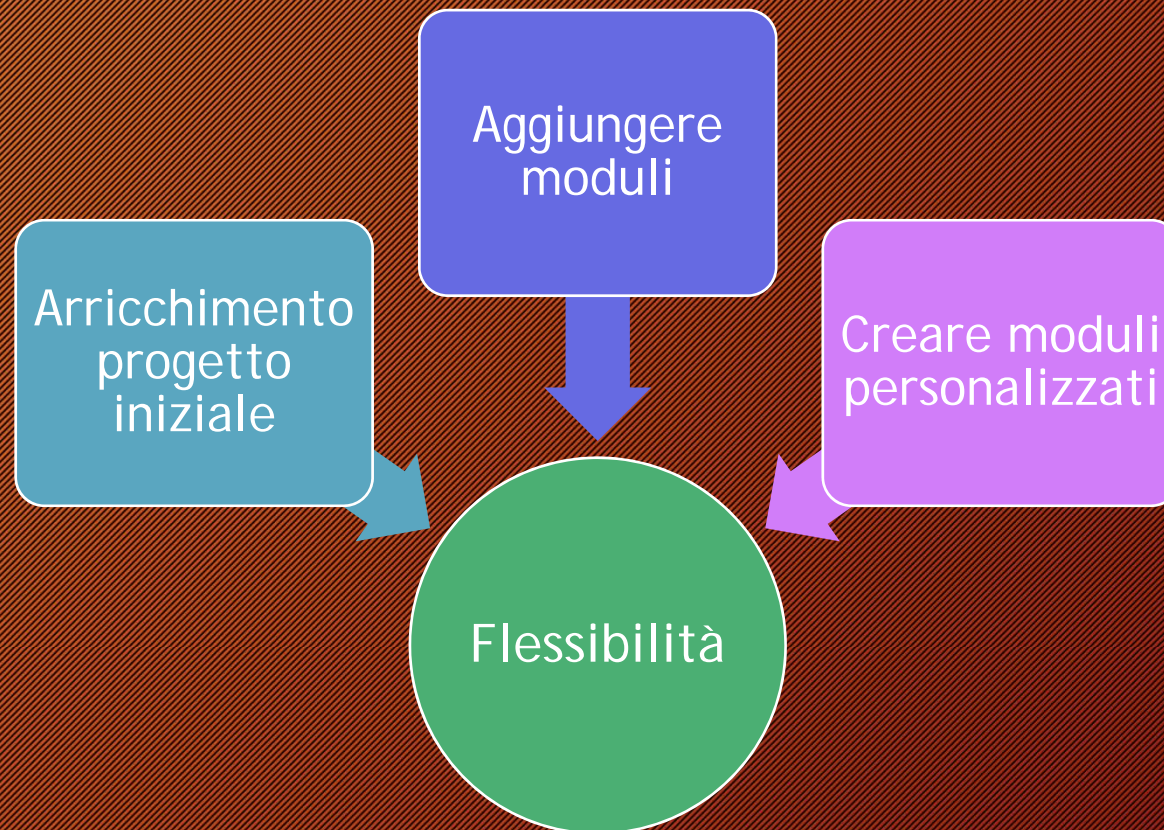 Aggiungere
moduli
Arricchimento
progetto
iniziale
Creare moduli
personalizzati
Flessibilità